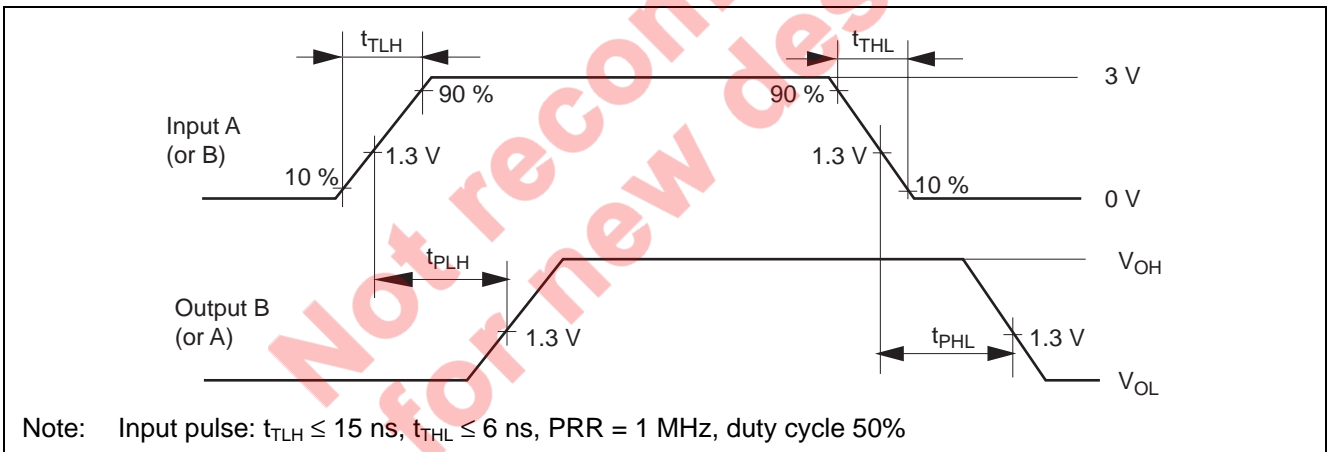 t_TLH
t_THL
3 V
90 %
90 %
Input A
(or B)
1.3 V
1.3 V
10 %
10 %
0 V
t_PLH
V_OH
Output B
(or A)
1.3 V
t_PHL
1.3 V
V_OL
Note: Input pulse: t_TLH ≤ 15 ns, t_THL ≤ 6 ns, PRR = 1 MHz, duty cycle 50%
Not recom
for new des